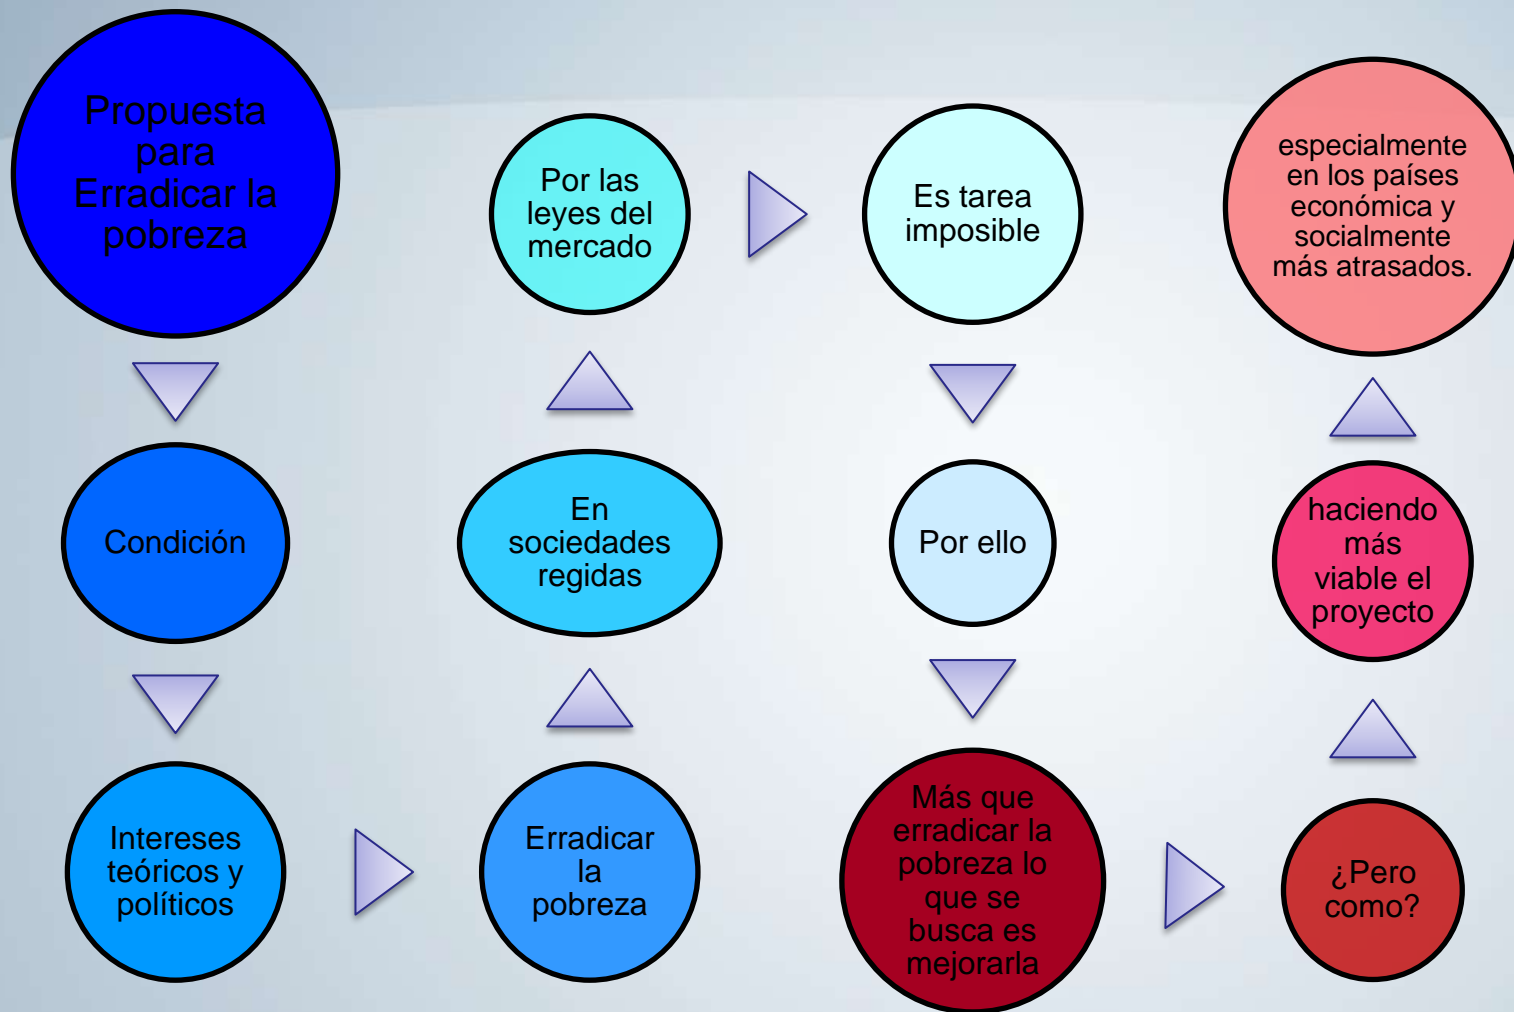 Propuesta
para
Erradicar la
pobreza
Condición
Intereses
teóricos y
políticos
Erradicar
la
pobreza
En
sociedades
regidas
Por las
leyes del
mercado
Es tarea
imposible
Por ello
Más que
erradicar la
pobreza lo
que se
busca es
mejorarla
¿Pero
como?
haciendo
más
viable el
proyecto
especialmente
en los países
económica y
socialmente
más atrasados.